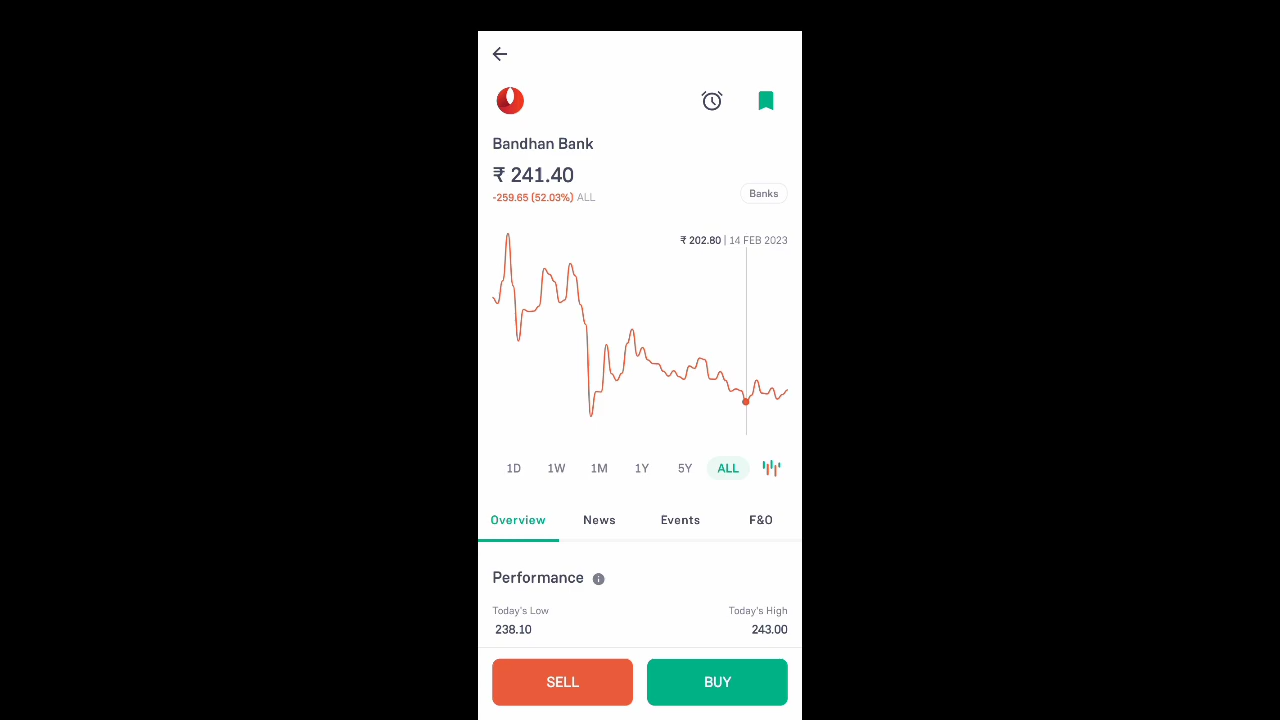 Bandhan Bank
₹ 241.40
-259.65 (52.03%) ALL
Banks
₹ 202.80 | 14 FEB 2023
1D 1W 1M 1Y 5Y ALL
Overview News Events F&O
Performance
Today's Low Today's High
238.10 243.00
SELL BUY